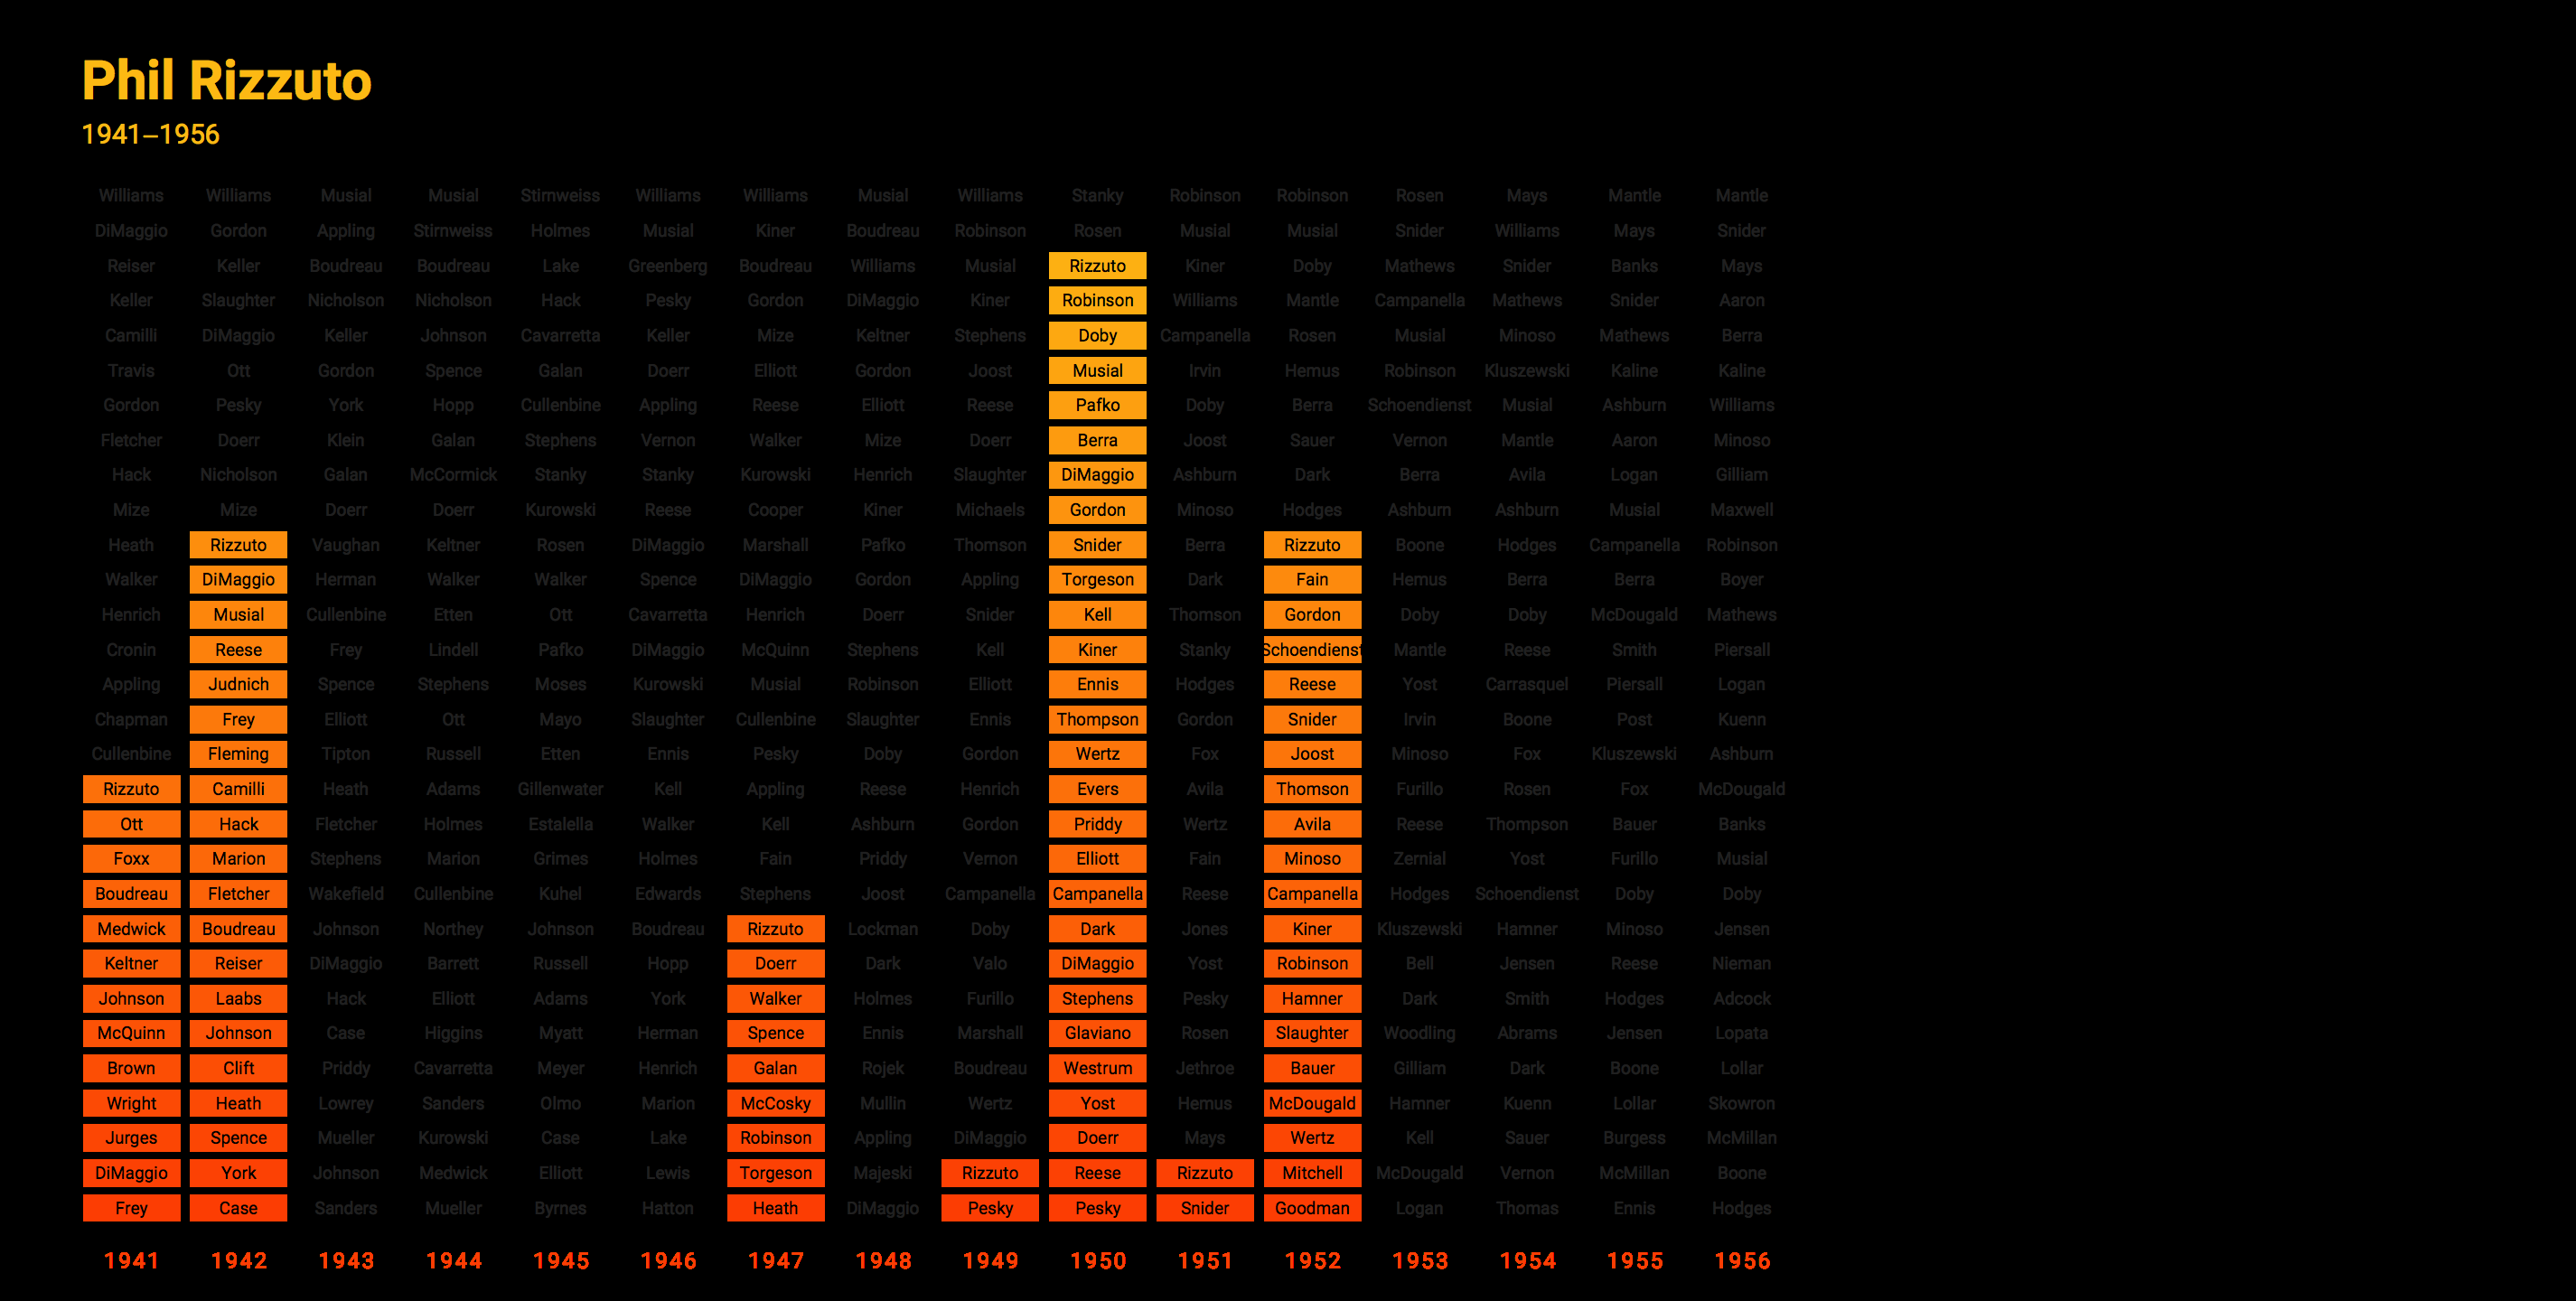 Phil Rizzuto
1941–1956
Williams Williams Musial Musial Stirnweiss Williams Williams Musial Williams Stanky Robinson Robinson Rosen Mays Mantle Mantle
DiMaggio Gordon Appling Stirnweiss Holmes Musial Kiner Boudreau Robinson Rosen Musial Musial Snider Williams Mays Snider
Reiser Keller Boudreau Boudreau Lake Greenberg Boudreau Williams Musial Rizzuto Kiner Doby Mathews Snider Banks Mays
Keller Slaughter Nicholson Nicholson Hack Pesky Gordon DiMaggio Kiner Robinson Williams Mantle Campanella Mathews Snider Aaron
Camilli DiMaggio Keller Johnson Cavarretta Keller Mize Keltner Stephens Doby Campanella Rosen Musial Minoso Mathews Berra
Travis Ott Gordon Spence Galan Doerr Elliott Gordon Joost Musial Irvin Hemus Robinson Kluszewski Kaline Kaline
Gordon Pesky York Hopp Cullenbine Appling Reese Elliott Reese Pafko Doby Berra Schoendienst Musial Ashburn Williams
Fletcher Doerr Klein Galan Stephens Vernon Walker Mize Doerr Berra Joost Sauer Vernon Mantle Aaron Minoso
Hack Nicholson Galan McCormick Stanky Stanky Kurowski Henrich Slaughter DiMaggio Ashburn Dark Berra Avila Logan Gilliam
Mize Mize Doerr Doerr Kurowski Reese Cooper Kiner Michaels Gordon Minoso Hodges Ashburn Ashburn Musial Maxwell
Heath Rizzuto Vaughan Keltner Rosen DiMaggio Marshall Pafko Thomson Snider Berra Rizzuto Boone Hodges Campanella Robinson
Walker DiMaggio Herman Walker Walker Spence DiMaggio Gordon Appling Torgeson Dark Fain Hemus Berra Berra Boyer
Henrich Musial Cullenbine Etten Ott Cavarretta Henrich Doerr Snider Kell Thomson Gordon Doby Doby McDougald Mathews
Cronin Reese Frey Lindell Pafko DiMaggio McQuinn Stephens Kell Kiner Stanky Schoendienst Mantle Reese Smith Piersall
Appling Judnich Spence Stephens Moses Kurowski Musial Robinson Elliott Ennis Hodges Reese Yost Carrasquel Piersall Logan
Chapman Frey Elliott Ott Mayo Slaughter Cullenbine Slaughter Ennis Thompson Gordon Snider Irvin Boone Post Kuenn
Cullenbine Fleming Tipton Russell Etten Ennis Pesky Doby Gordon Wertz Fox Joost Minoso Fox Kluszewski Ashburn
Rizzuto Camilli Heath Adams Gillenwater Kell Appling Reese Henrich Evers Avila Thomson Furillo Rosen Fox McDougald
Ott Hack Fletcher Holmes Estalella Walker Kell Ashburn Gordon Priddy Wertz Avila Reese Thompson Bauer Banks
Foxx Marion Stephens Marion Grimes Holmes Fain Priddy Vernon Elliott Fain Minoso Zernial Yost Furillo Musial
Boudreau Fletcher Wakefield Cullenbine Kuhel Edwards Stephens Joost Campanella Campanella Reese Campanella Hodges Schoendienst Doby Doby
Medwick Boudreau Johnson Northey Johnson Boudreau Rizzuto Lockman Doby Dark Jones Kiner Kluszewski Hamner Minoso Jensen
Keltner Reiser DiMaggio Barrett Russell Hopp Doerr Dark Valo DiMaggio Yost Robinson Bell Jensen Reese Nieman
Johnson Laabs Hack Elliott Adams York Walker Holmes Furillo Stephens Pesky Hamner Dark Smith Hodges Adcock
McQuinn Johnson Case Higgins Myatt Herman Spence Ennis Marshall Glaviano Rosen Slaughter Woodling Abrams Jensen Lopata
Brown Clift Priddy Cavarretta Meyer Henrich Galan Rojek Boudreau Westrum Jethroe Bauer Gilliam Dark Boone Lollar
Wright Heath Lowrey Sanders Olmo Marion McCosky Mullin Wertz Yost Hemus McDougald Hamner Kuenn Lollar Skowron
Jurges Spence Mueller Kurowski Case Lake Robinson Appling DiMaggio Doerr Mays Wertz Kell Sauer Burgess McMillan
DiMaggio York Johnson Medwick Elliott Lewis Torgeson Majeski Rizzuto Reese Rizzuto Mitchell McDougald Vernon McMillan Boone
Frey Case Sanders Mueller Byrnes Hatton Heath DiMaggio Pesky Pesky Snider Goodman Logan Thomas Ennis Hodges
1941 1942 1943 1944 1945 1946 1947 1948 1949 1950 1951 1952 1953 1954 1955 1956